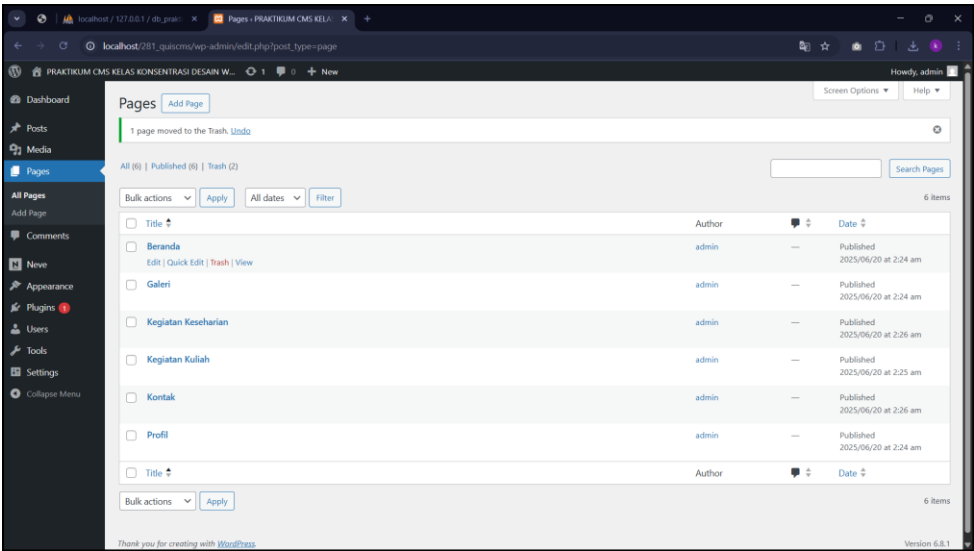 localhost / 127.0.0.1 / db_prakti
Pages ‹ PRAKTIKUM CMS KELAS
localhost/281_quiscms/wp-admin/edit.php?post_type=page
k
PRAKTIKUM CMS KELAS KONSENTRASI DESAIN W... 1 0 + New
Howdy, admin
Screen Options Help
Dashboard
Posts
Media
Pages
All Pages
Add Page
Comments
Neve
Appearance
Plugins 1
Users
Tools
Settings
Collapse Menu
Pages Add Page
1 page moved to the Trash. Undo
All (6) | Published (6) | Trash (2)
Search Pages
Bulk actions Apply All dates Filter 6 items
Title Author Date
Beranda admin — Published
Edit | Quick Edit | Trash | View 2025/06/20 at 2:24 am
Galeri admin — Published
2025/06/20 at 2:24 am
Kegiatan Keseharian admin — Published
2025/06/20 at 2:26 am
Kegiatan Kuliah admin — Published
2025/06/20 at 2:25 am
Kontak admin — Published
2025/06/20 at 2:26 am
Profil admin — Published
2025/06/20 at 2:24 am
Title Author Date
Bulk actions Apply 6 items
Thank you for creating with WordPress. Version 6.8.1